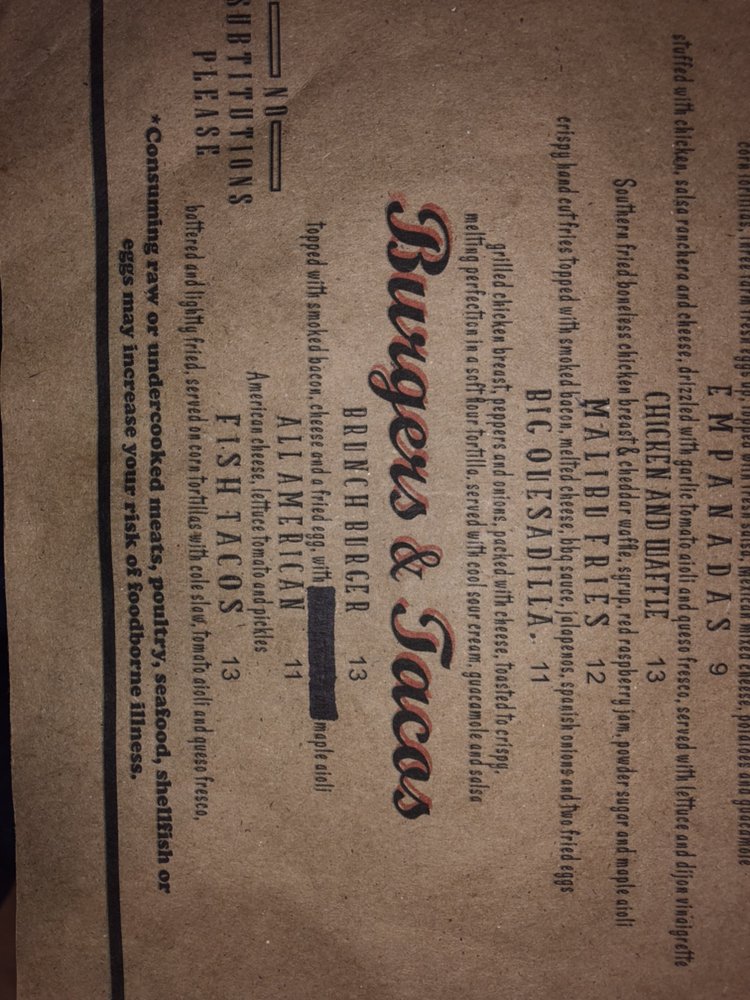 EMPANADAS 9
stuffed with chicken, salsa ranchera and cheese, drizzled with garlic tomato aioli and queso fresco, served with lettuce and dijon vinaigrette
CHICKEN AND WAFFLE 13
Southern fried boneless chicken breast & cheddar waffle, syrup, red raspberry jam, powder sugar and maple aioli
MALIBU FRIES 12
crispy hand cut fries topped with smoked bacon, melted cheese, bbq sauce, jalapenos, spanish onions and two fried eggs
BIG QUESADILLA. 11
grilled chicken breast, peppers and onions, packed with cheese, toasted to crispy,
melting perfection in a soft flour tortilla, served with cool sour cream, guacamole and salsa
Burgers & Tacos
BRUNCH BURGER 13
topped with smoked bacon, cheese and a fried egg, with maple aioli
ALL AMERICAN 11
American cheese, lettuce tomato and pickles
FISH TACOS 13
battered and lightly fried, served on corn tortillas with cole slaw, tomato aioli and queso fresco,
NO
SUBTITUTIONS
PLEASE
*Consuming raw or undercooked meats, poultry, seafood, shellfish or
eggs may increase your risk of foodborne illness.